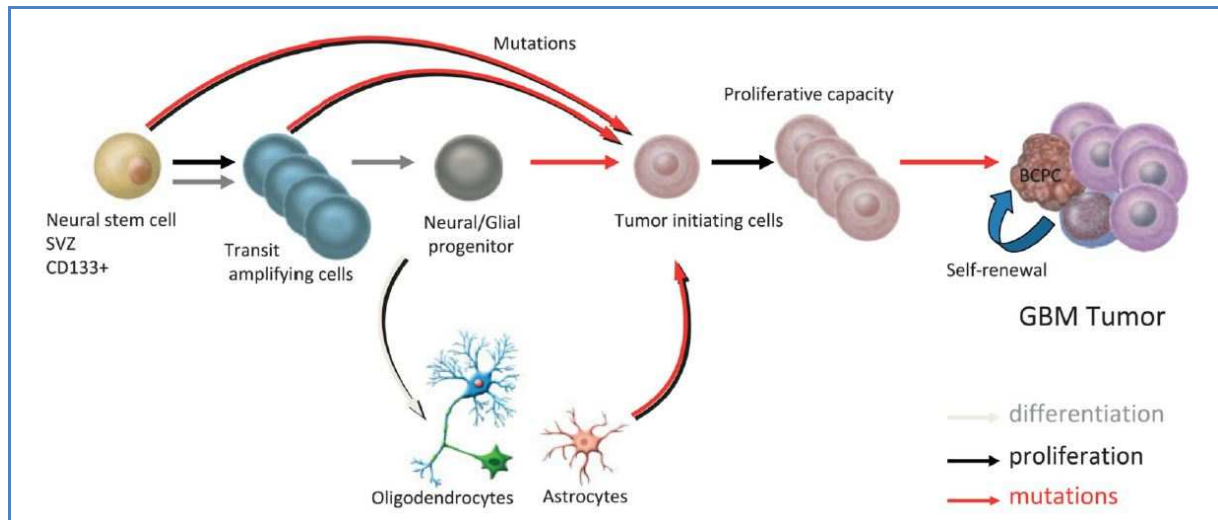 Mutations
Proliferative capacity
BCPC
Neural stem cell
SVZ
CD133+
Transit
amplifying cells
Neural/Glial
progenitor
Tumor initiating cells
Self-renewal
GBM Tumor
Oligodendrocytes
Astrocytes
differentiation
proliferation
mutations